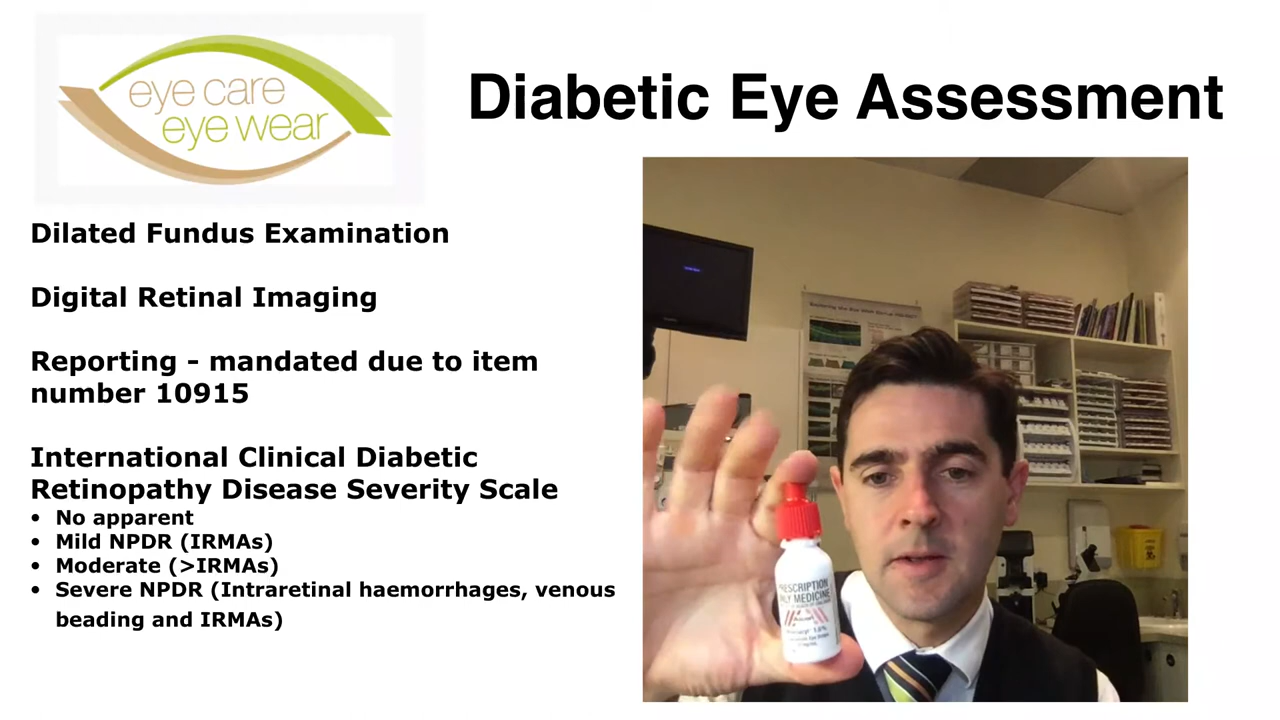 eye care
eye wear
Diabetic Eye Assessment
Dilated Fundus Examination
Digital Retinal Imaging
Reporting - mandated due to item
number 10915
International Clinical Diabetic
Retinopathy Disease Severity Scale
• No apparent
• Mild NPDR (IRMAs)
• Moderate (>IRMAs)
• Severe NPDR (Intraretinal haemorrhages, venous
beading and IRMAs)
PRESCRIPTION
ONLY MEDICINE